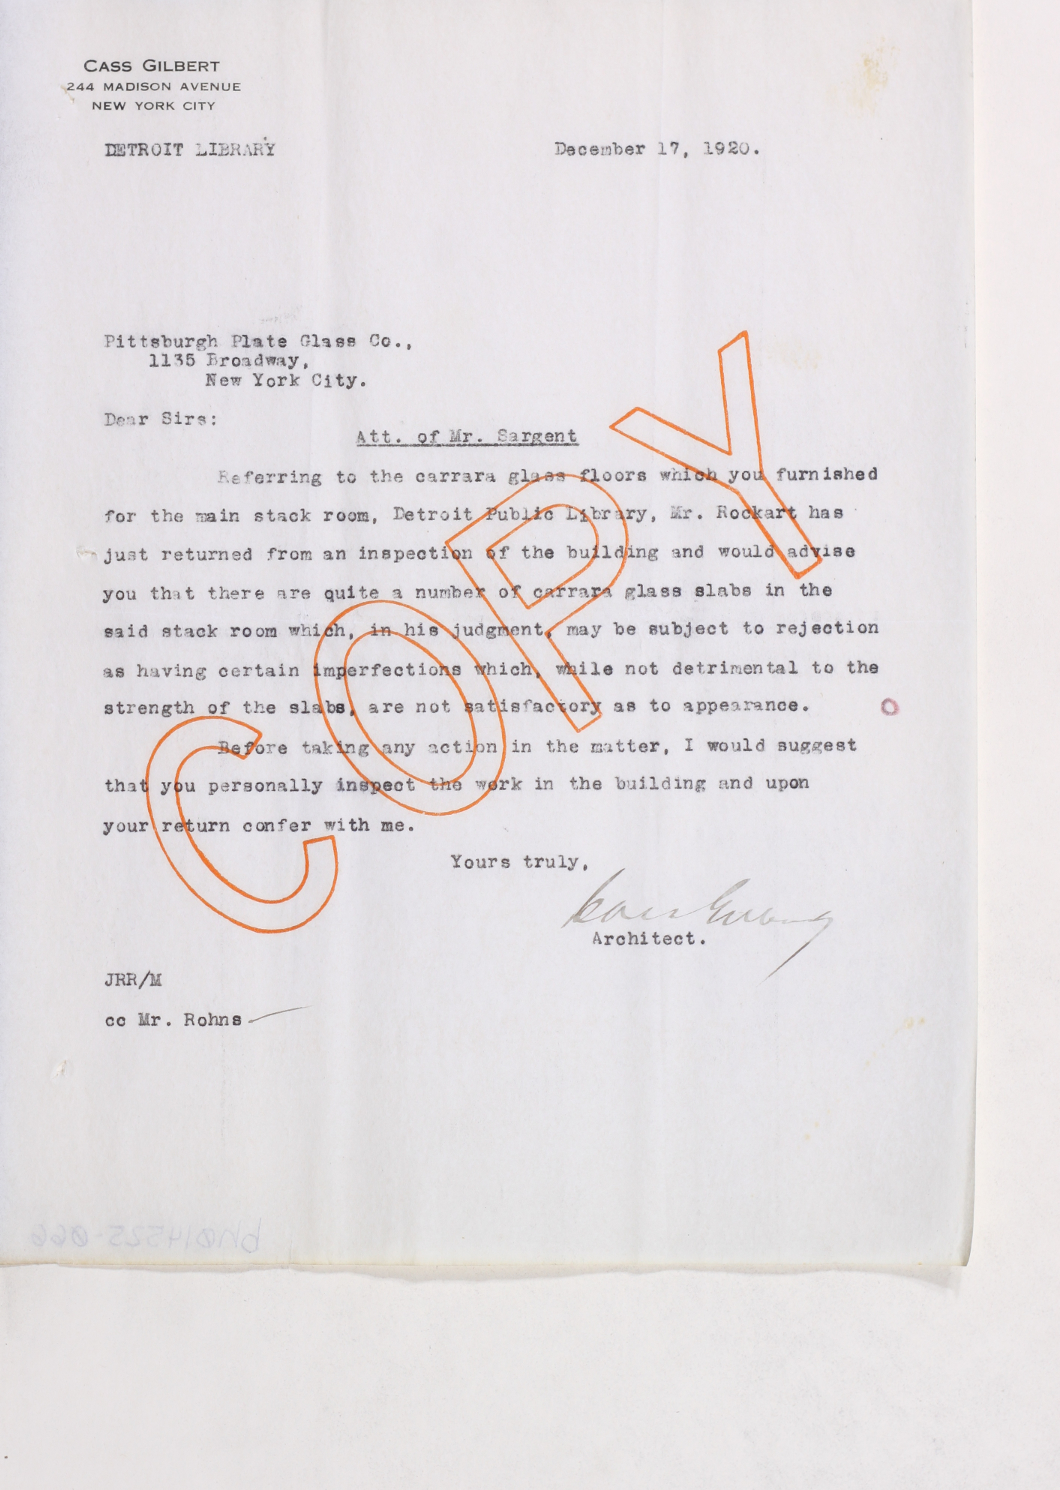 CASS GILBERT
244 MADISON AVENUE
NEW YORK CITY
DETROIT LIBRARY December 17, 1920.
Pittsburgh Plate Glass Co.,
1135 Broadway,
New York City.
Dear Sirs:
Att. of Mr. Sargent
Referring to the carrara glass floors which you furnished
for the main stack room, Detroit Public Library, Mr. Rockart has
just returned from an inspection of the building and would advise
you that there are quite a number of carrara glass slabs in the
said stack room which, in his judgment, may be subject to rejection
as having certain imperfections which, while not detrimental to the
strength of the slabs, are not satisfactory as to appearance.
Before taking any action in the matter, I would suggest
that you personally inspect the work in the building and upon
your return confer with me.
Yours truly,
Cass Gilbert
Architect.
JRR/M
cc Mr. Rohns
COPY